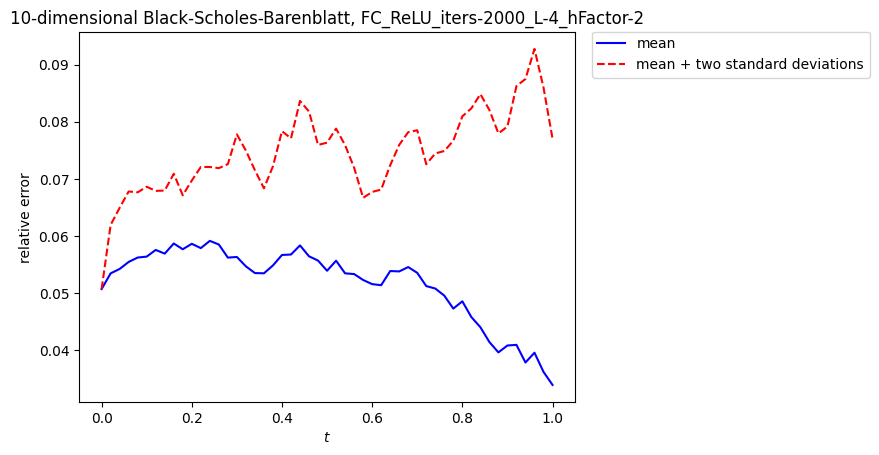 10-dimensional Black-Scholes-Barenblatt, FC_ReLU_iters-2000_L-4_hFactor-2
mean
mean + two standard deviations
0.09
0.08
0.07
0.06
0.05
0.04
relative error
0.0 0.2 0.4 0.6 0.8 1.0
t